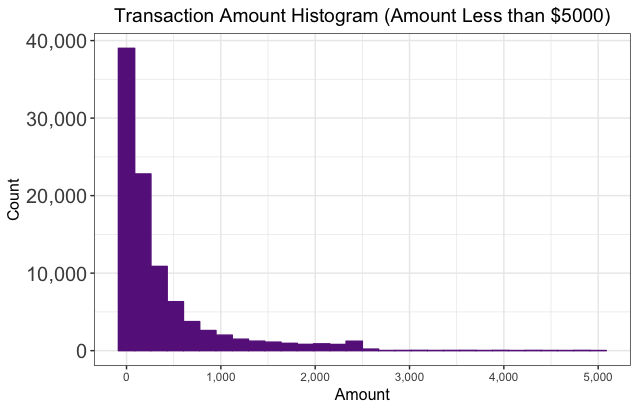 Transaction Amount Histogram (Amount Less than $5000)
40,000
30,000
20,000
10,000
0
Count
0 1,000 2,000 3,000 4,000 5,000
Amount